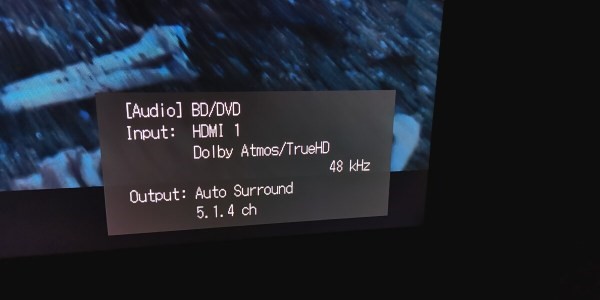 [Audio] BD/DVD
Input: HDMI 1
Dolby Atmos/TrueHD
48 kHz
Output: Auto Surround
5.1.4 ch